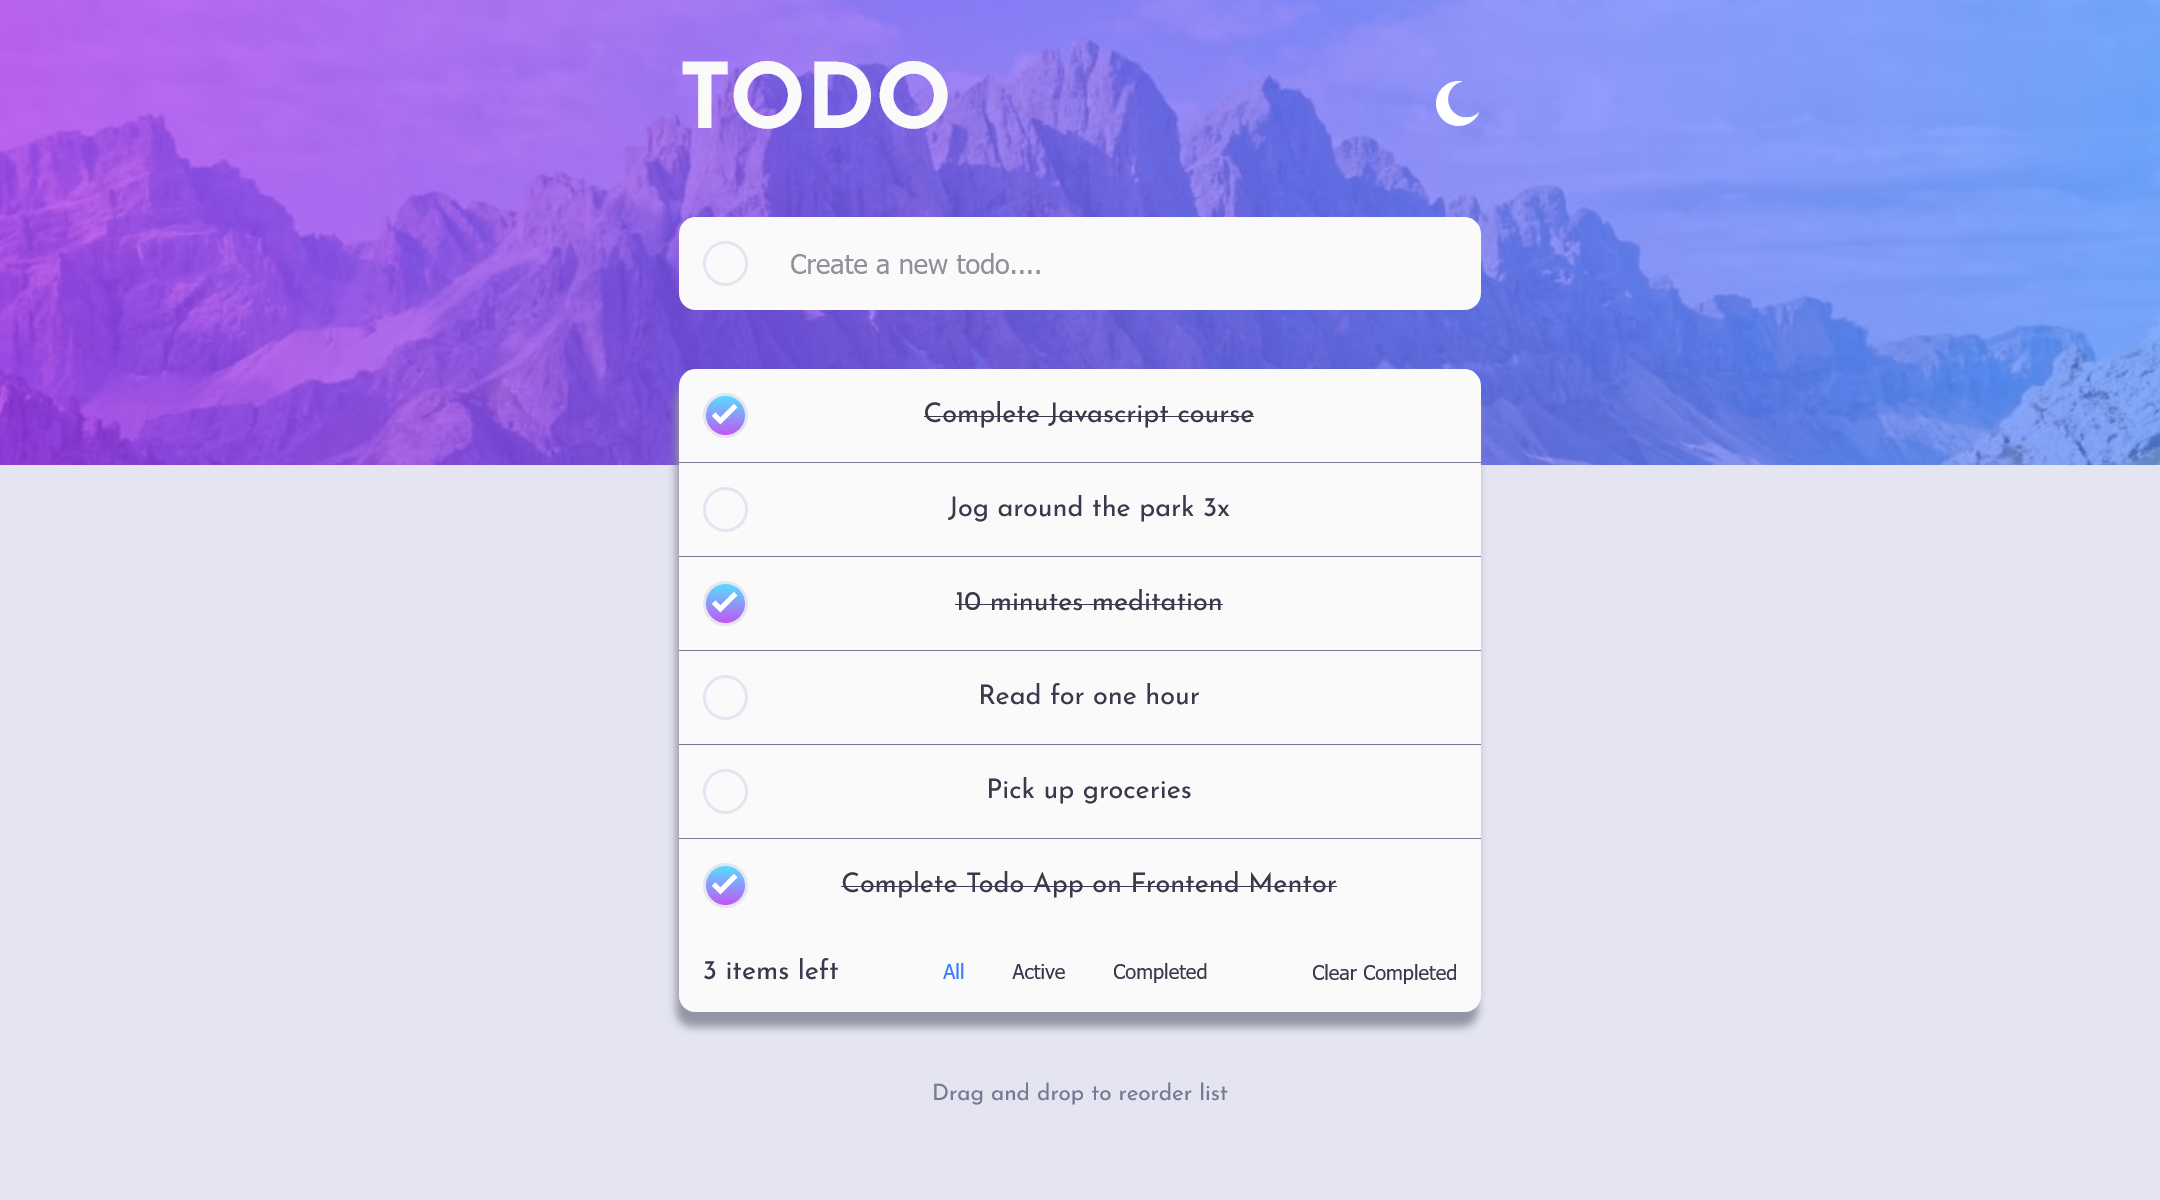 TODO
Create a new todo....
Complete Javascript course
Jog around the park 3x
10 minutes meditation
Read for one hour
Pick up groceries
Complete Todo App on Frontend Mentor
3 items left All Active Completed Clear Completed
Drag and drop to reorder list